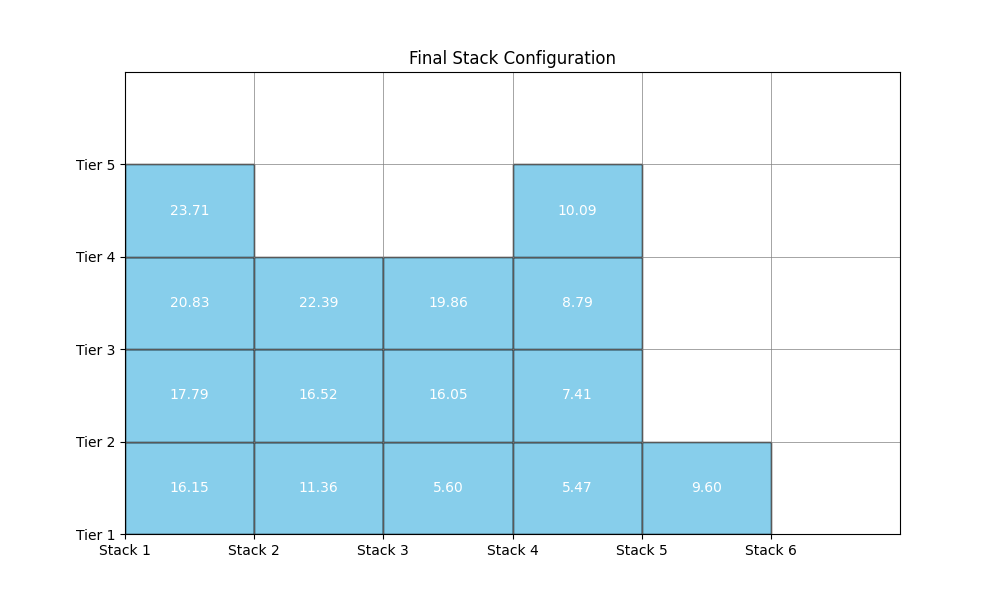 Final Stack Configuration
Tier 5
23.71 10.09
Tier 4
20.83 22.39 19.86 8.79
Tier 3
17.79 16.52 16.05 7.41
Tier 2
16.15 11.36 5.60 5.47 9.60
Tier 1
Stack 1 Stack 2 Stack 3 Stack 4 Stack 5 Stack 6